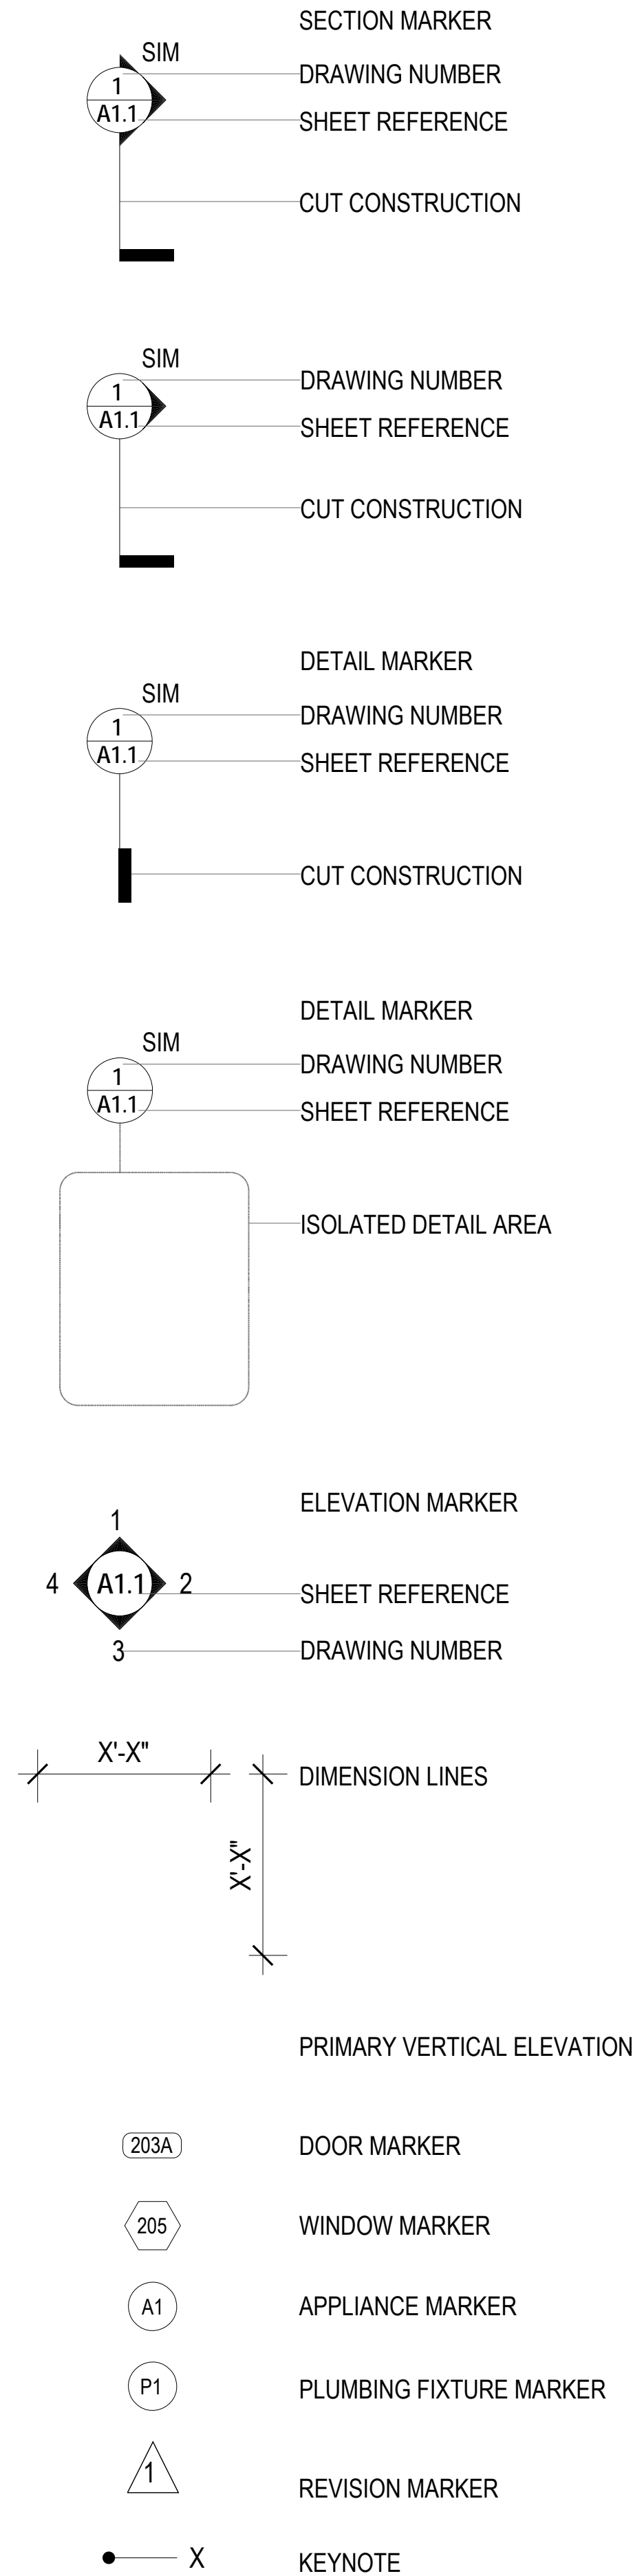 SECTION MARKER
SIM
DRAWING NUMBER
1
A1.1
SHEET REFERENCE
CUT CONSTRUCTION
SIM
DRAWING NUMBER
1
A1.1
SHEET REFERENCE
CUT CONSTRUCTION
DETAIL MARKER
SIM
DRAWING NUMBER
1
A1.1
SHEET REFERENCE
CUT CONSTRUCTION
DETAIL MARKER
SIM
DRAWING NUMBER
1
A1.1
SHEET REFERENCE
ISOLATED DETAIL AREA
ELEVATION MARKER
1
4 A1.1 2
SHEET REFERENCE
3
DRAWING NUMBER
X'-X"
DIMENSION LINES
X'-X"
PRIMARY VERTICAL ELEVATION
203A
DOOR MARKER
205
WINDOW MARKER
A1
APPLIANCE MARKER
P1
PLUMBING FIXTURE MARKER
1
REVISION MARKER
X
KEYNOTE